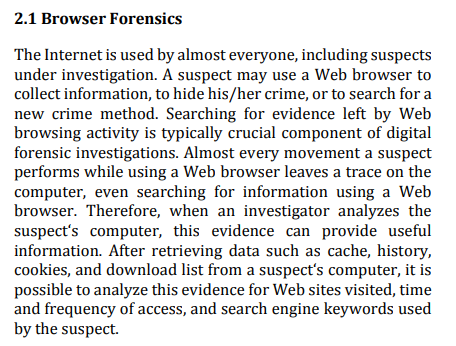 2.1 Browser Forensics
The Internet is used by almost everyone, including suspects
under investigation. A suspect may use a Web browser to
collect information, to hide his/her crime, or to search for a
new crime method. Searching for evidence left by Web
browsing activity is typically crucial component of digital
forensic investigations. Almost every movement a suspect
performs while using a Web browser leaves a trace on the
computer, even searching for information using a Web
browser. Therefore, when an investigator analyzes the
suspect‘s computer, this evidence can provide useful
information. After retrieving data such as cache, history,
cookies, and download list from a suspect‘s computer, it is
possible to analyze this evidence for Web sites visited, time
and frequency of access, and search engine keywords used
by the suspect.